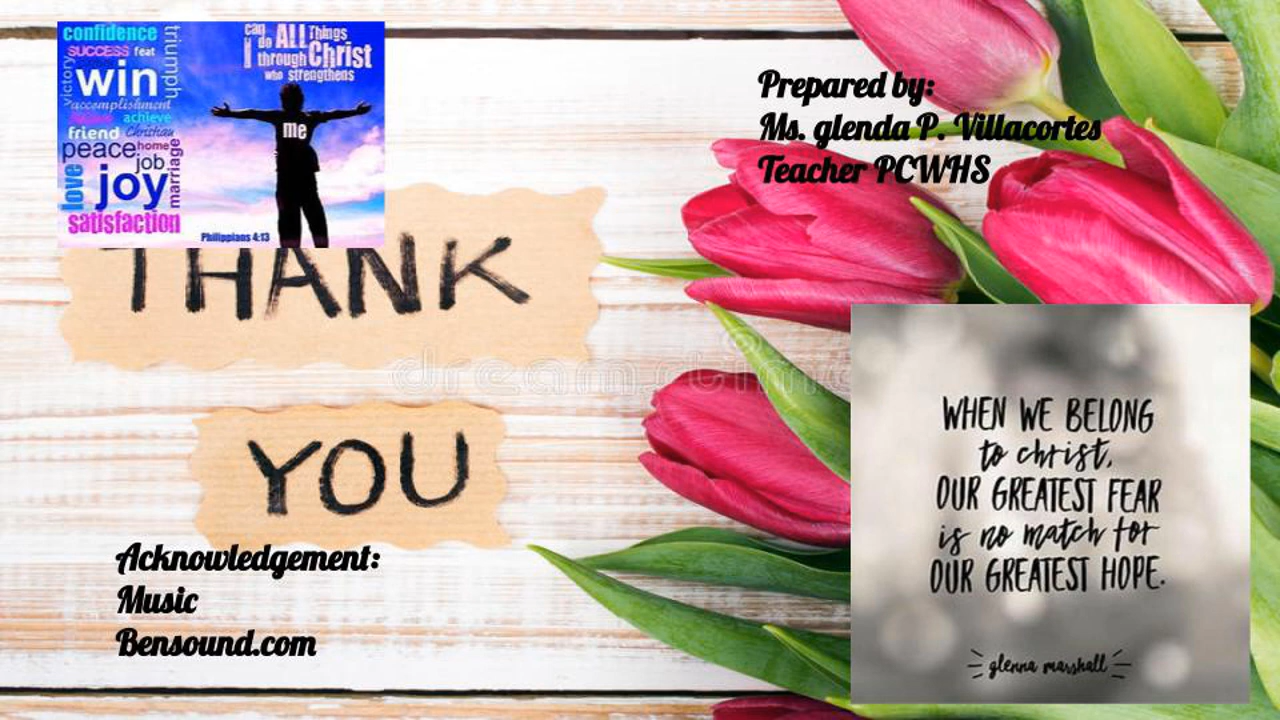 confidence
SUCCESS feat
triumph
victory
win
accomplishment
achieve
friend Christian
peace home
job
love
joy
marriage
satisfaction
I can do ALL Things
through Christ
who strengthens
me
Philippians 4:13
Prepared by:
Ms. glenda P. Villacortes
Teacher PCWHS
THANK
dreamstime
YOU
WHEN WE BELONG
to christ,
OUR GREATEST FEAR
is no match for
OUR GREATEST HOPE.
glenna marshall
Acknowledgement:
Music
Bensound.com